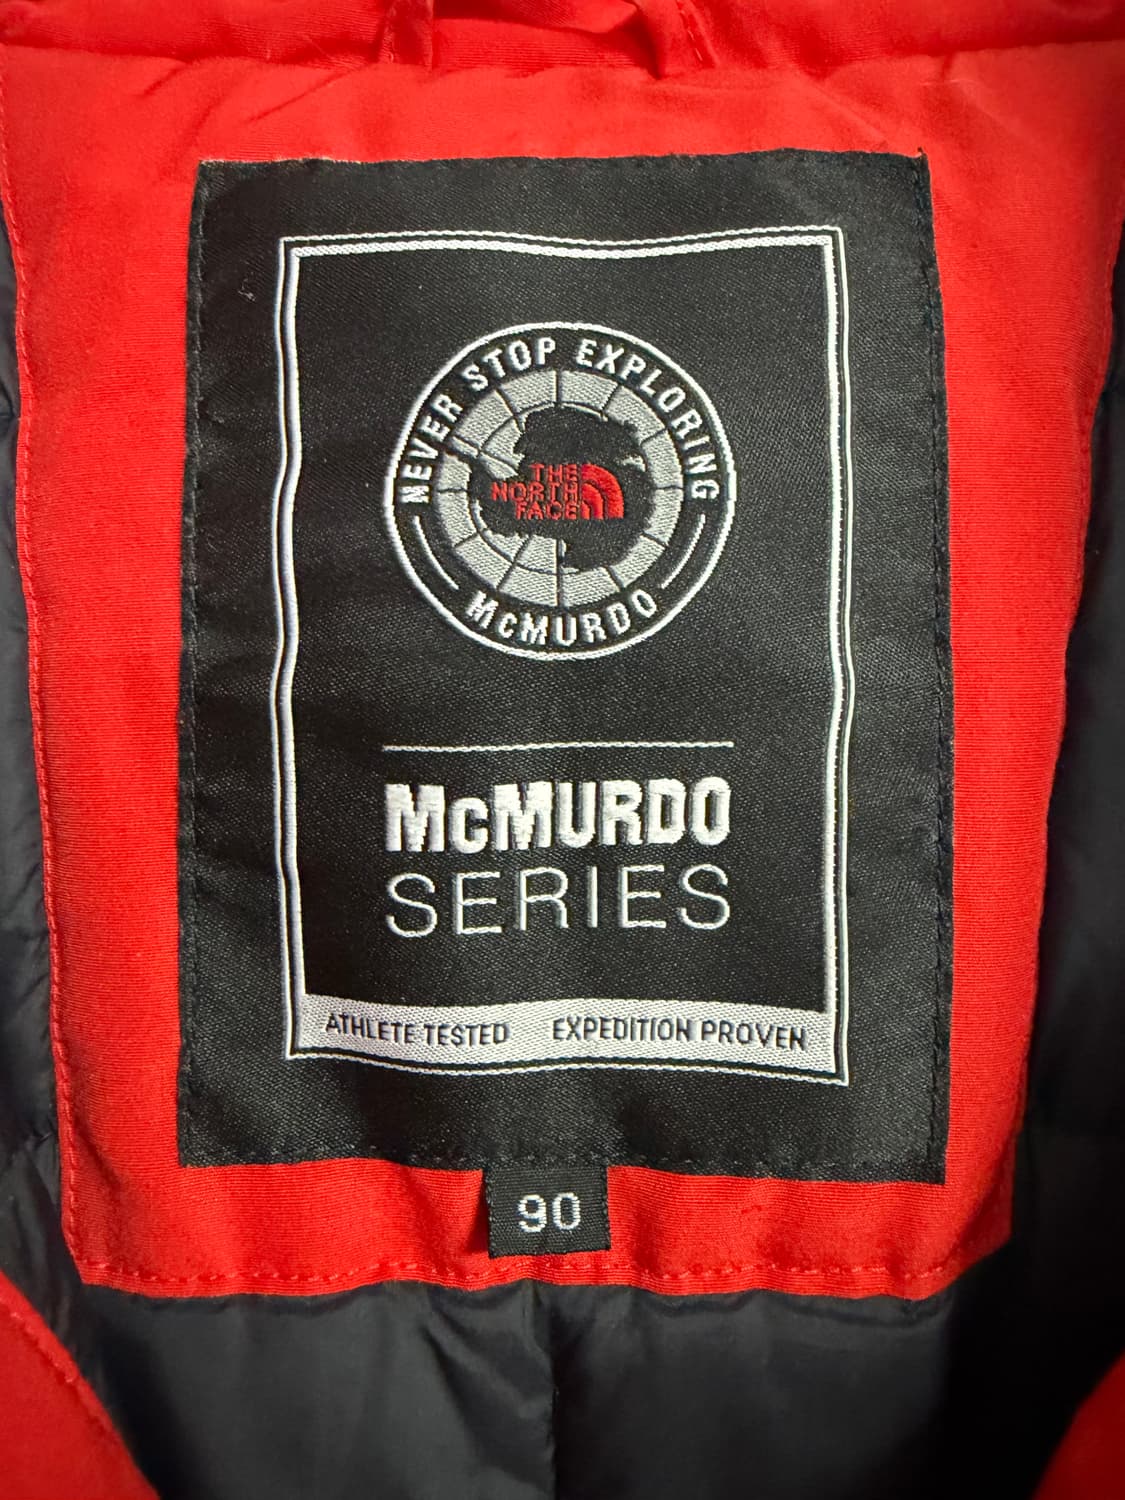 NEVER STOP EXPLORING
THE
NORTH
FACE
McMURDO
McMURDO
SERIES
ATHLETE TESTED EXPEDITION PROVEN
90